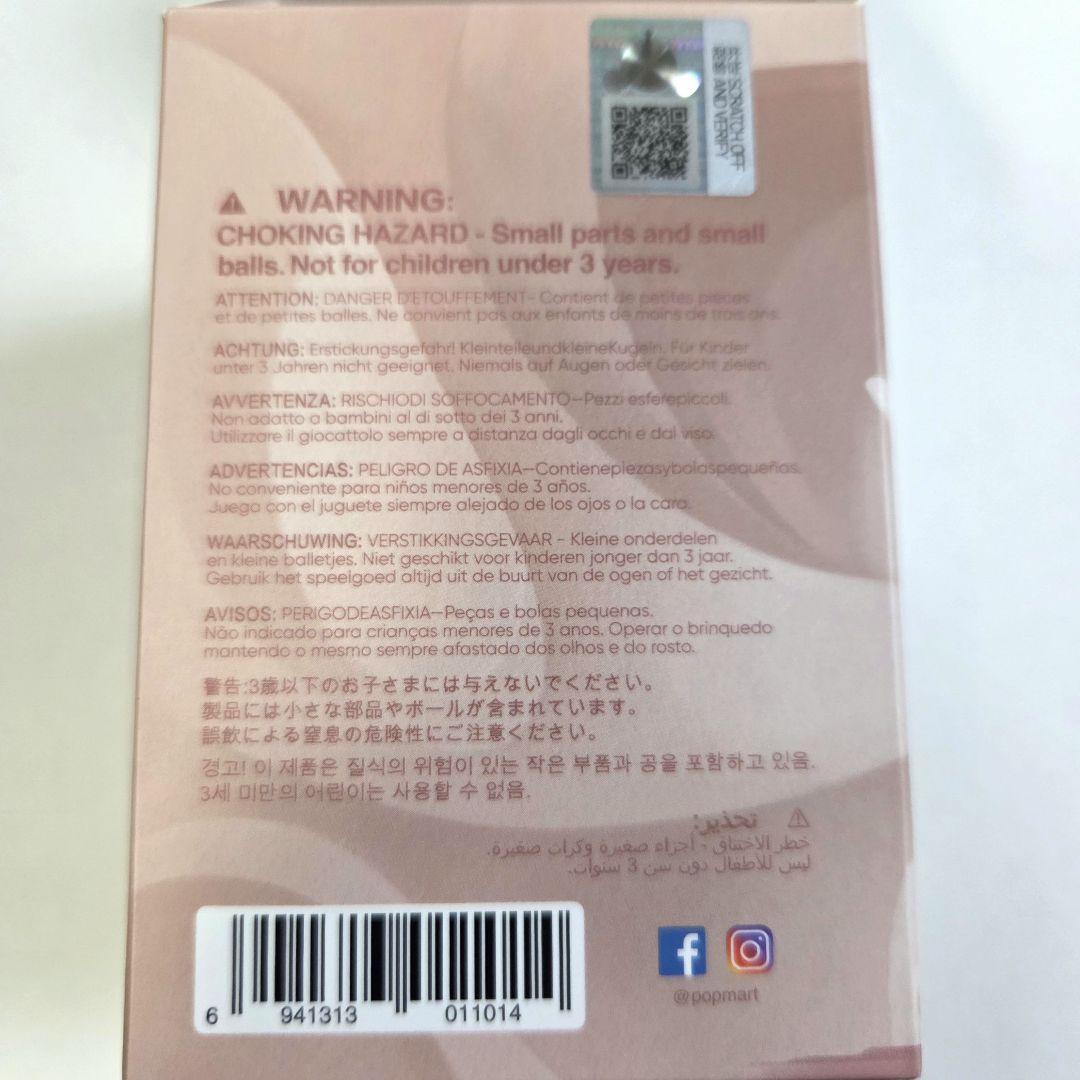 SCRATCH OFF
AND VERIFY
WARNING:
CHOKING HAZARD - Small parts and small
balls. Not for children under 3 years.
ATTENTION: DANGER D'ETOUFFEMENT- Contient de petites pieces
et de petites balles. Ne convient pas aux enfants de moins de trois ans.
ACHTUNG: Erstickungsgefahr! KleinteileundkleineKugeln. Für Kinder
unter 3 Jahren nicht geeignet. Niemals auf Augen oder Gesicht zielen.
AVVERTENZA: RISCHIODI SOFFOCAMENTO—Pezzi esferepiccoli.
Non adatto a bambini al di sotto dei 3 anni.
Utilizzare il giocattolo sempre a distanza dagli occhi e dal viso.
ADVERTENCIAS: PELIGRO DE ASFIXIA—Contienepiezasybolaspequeñas.
No conveniente para niños menores de 3 años.
Juega con el juguete siempre alejado de los ojos o la cara.
WAARSCHUWING: VERSTIKKINGSGEVAAR - Kleine onderdelen
en kleine balletjes. Niet geschikt voor kinderen jonger dan 3 jaar.
Gebruik het speelgoed altijd uit de buurt van de ogen of het gezicht.
AVISOS: PERIGODEASFIXIA—Peças e bolas pequenas.
Não indicado para crianças menores de 3 anos. Operar o brinquedo
mantendo o mesmo sempre afastado dos olhos e do rosto.
警告:3歳以下のお子さまには与えないでください。
製品には小さな部品やボールが含まれています。
誤飲による窒息の危険性にご注意ください。
경고! 이 제품은 질식의 위험이 있는 작은 부품과 공을 포함하고 있음.
3세 미만의 어린이는 사용할 수 없음.
تحذير:
خطر الاختناق - أجزاء صغيرة وكرات صغيرة.
ليس للأطفال دون سن 3 سنوات.
6 941313 011014
@popmart